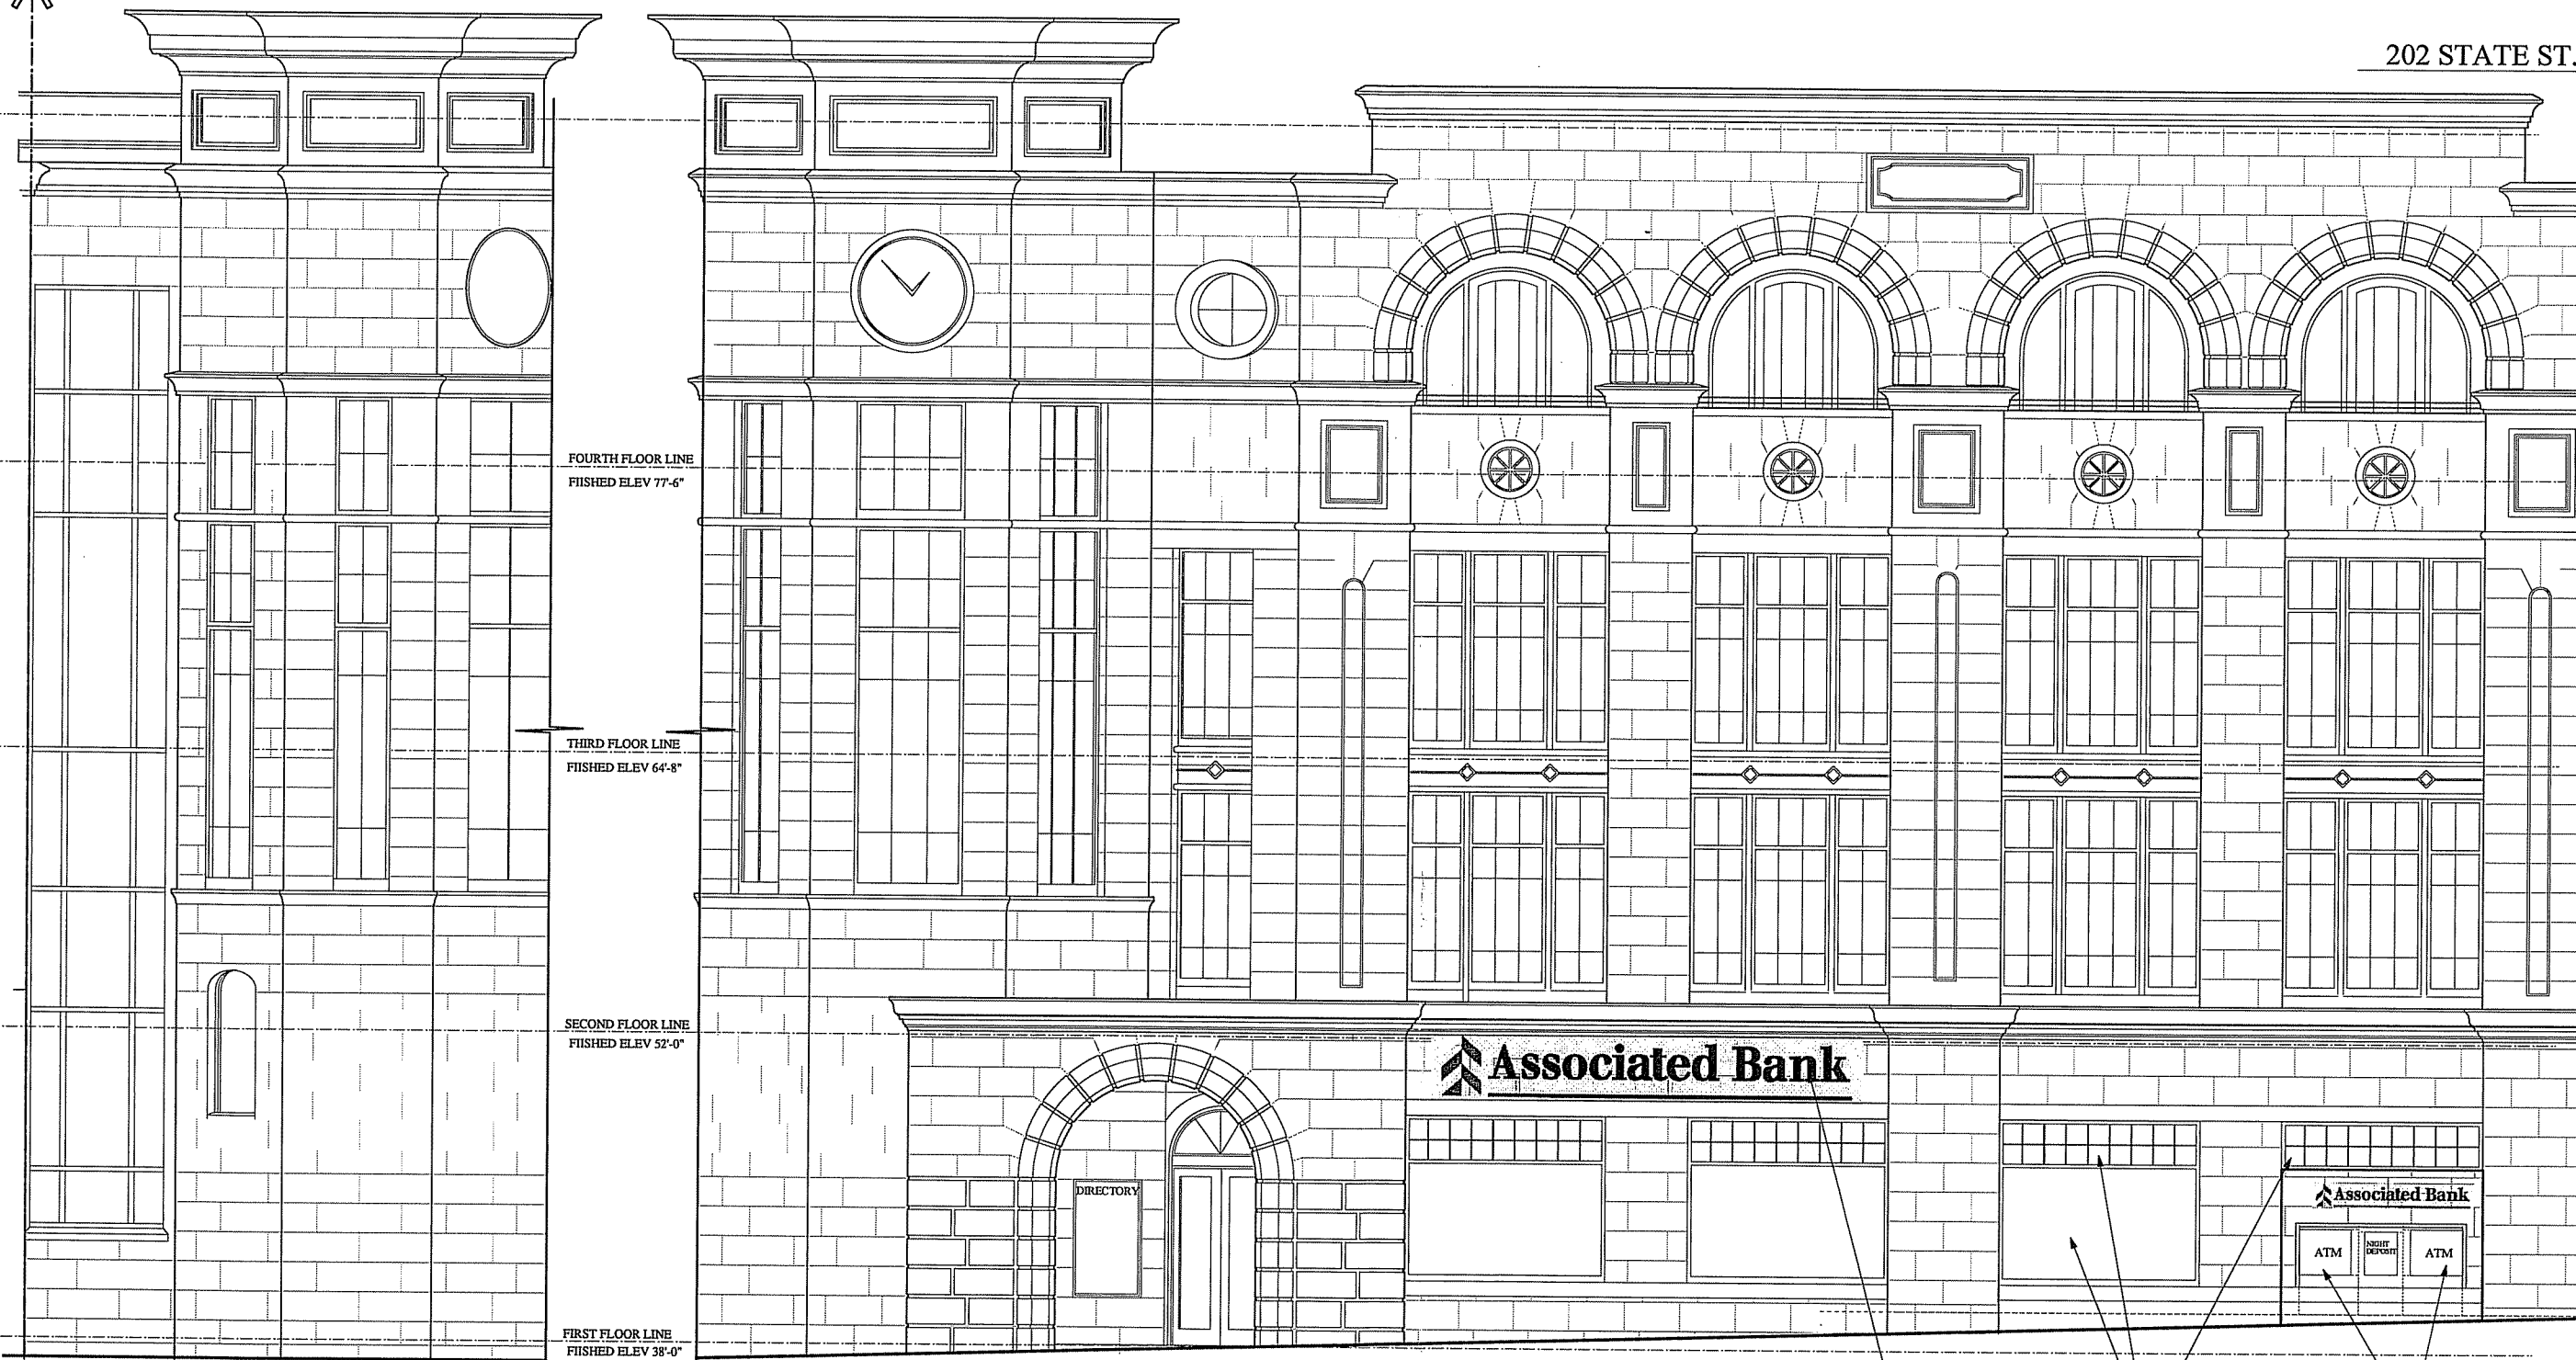 202 STATE ST.
FOURTH FLOOR LINE
FIISHED ELEV 77'-6"
THIRD FLOOR LINE
FIISHED ELEV 64'-8"
SECOND FLOOR LINE
FIISHED ELEV 52'-0"
Associated Bank
DIRECTORY
Associated Bank
ATM
NIGHT
DEPOSIT
ATM
FIRST FLOOR LINE
FIISHED ELEV 38'-0"